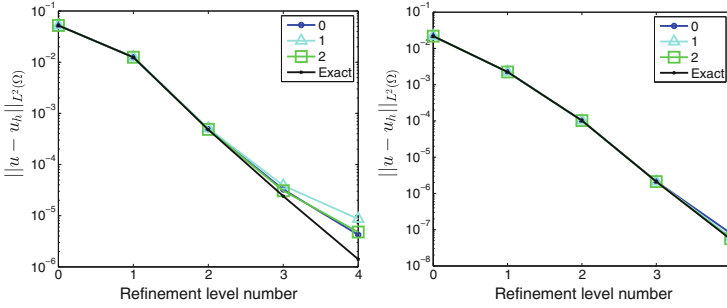 10^{-1}
10^{-2}
10^{-3}
10^{-4}
10^{-5}
10^{-6}
||u − u_h||_{L^2(Ω)}
0
1
2
Exact
0 1 2 3 4
Refinement level number
10^{-1}
10^{-2}
10^{-3}
10^{-4}
10^{-5}
10^{-6}
10^{-7}
10^{-8}
||u − u_h||_{L^2(Ω)}
0
1
2
Exact
0 1 2 3
Refinement level number